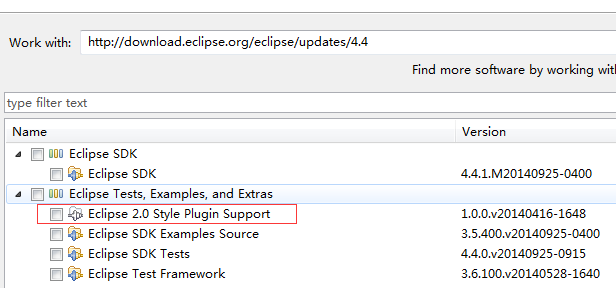 Work with: http://download.eclipse.org/eclipse/updates/4.4
Find more software by working with
type filter text
Name Version
Eclipse SDK
Eclipse SDK 4.4.1.M20140925-0400
Eclipse Tests, Examples, and Extras
Eclipse 2.0 Style Plugin Support 1.0.0.v20140416-1648
Eclipse SDK Examples Source 3.5.400.v20140925-0400
Eclipse SDK Tests 4.4.0.v20140925-0915
Eclipse Test Framework 3.6.100.v20140528-1640